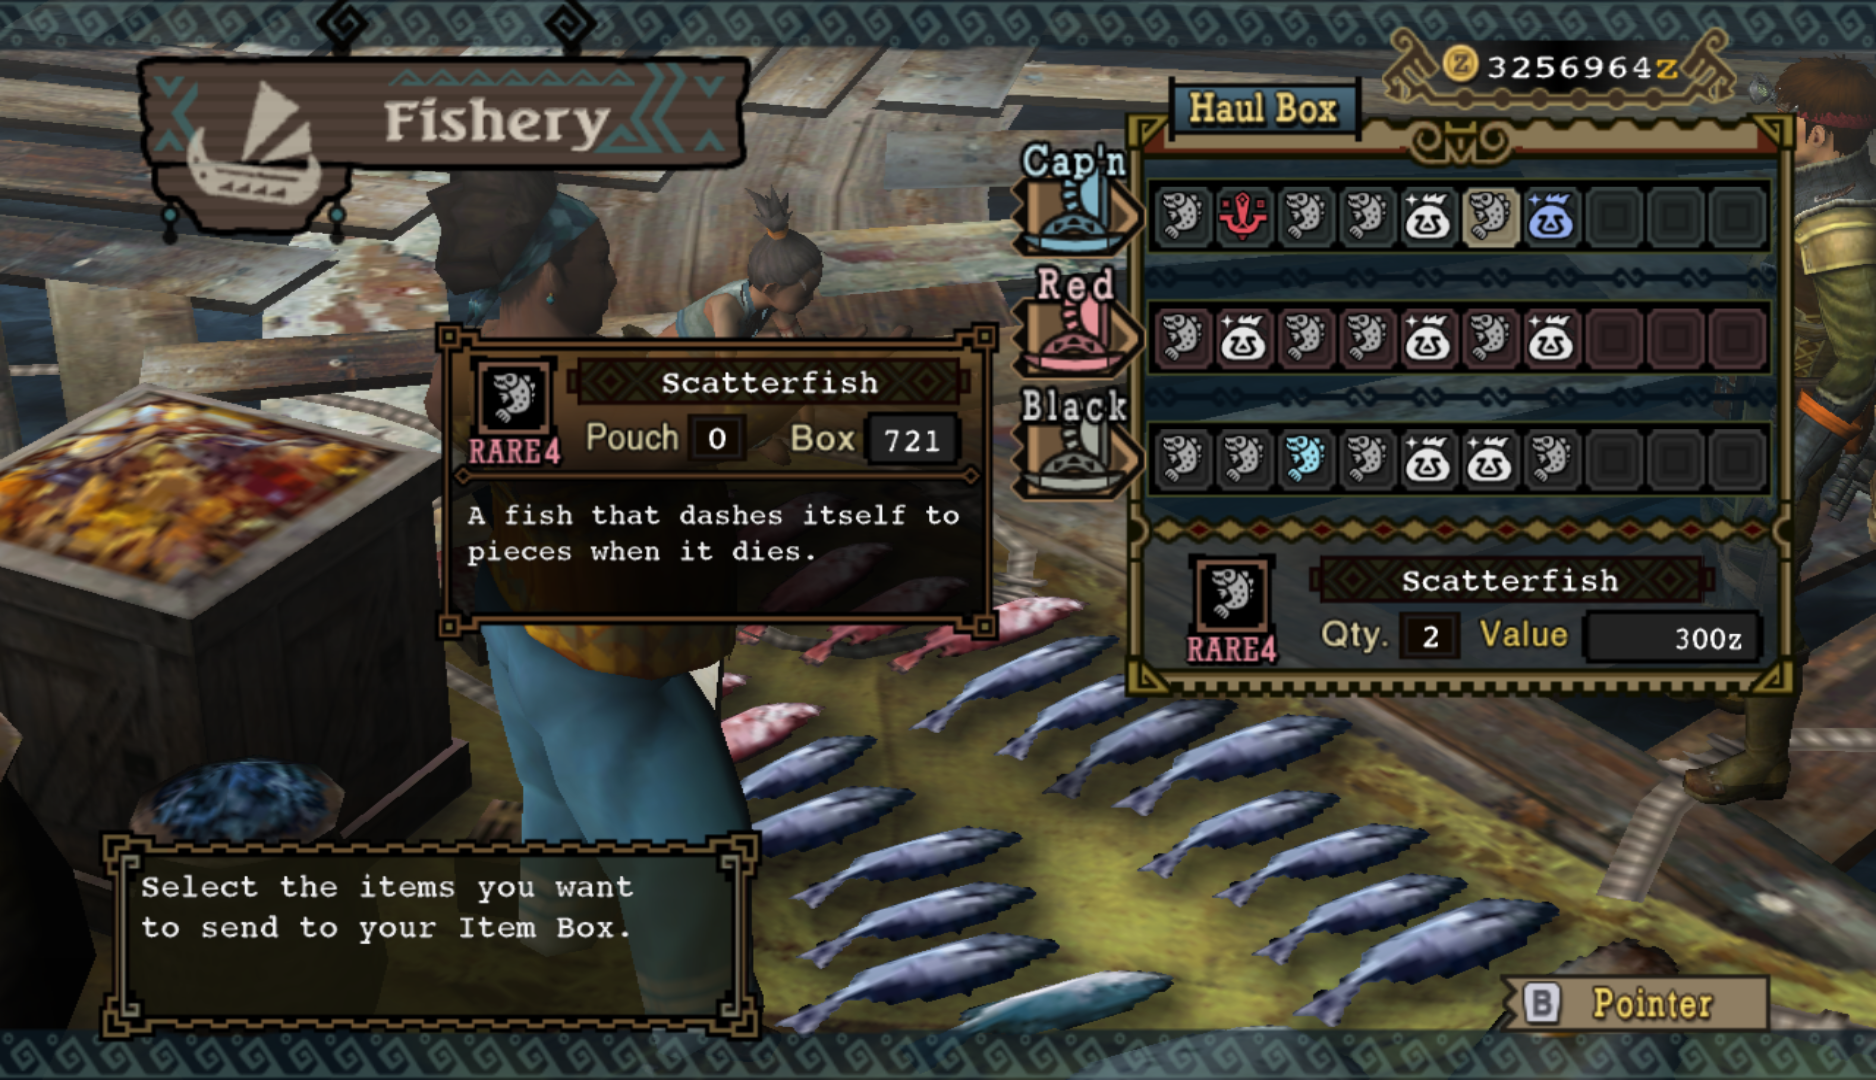 Fishery
3256964z
Haul Box
Cap'n
Red
Black
Scatterfish
RARE4
Pouch 0 Box 721
A fish that dashes itself to
pieces when it dies.
Scatterfish
RARE4
Qty. 2 Value 300z
Select the items you want
to send to your Item Box.
B Pointer